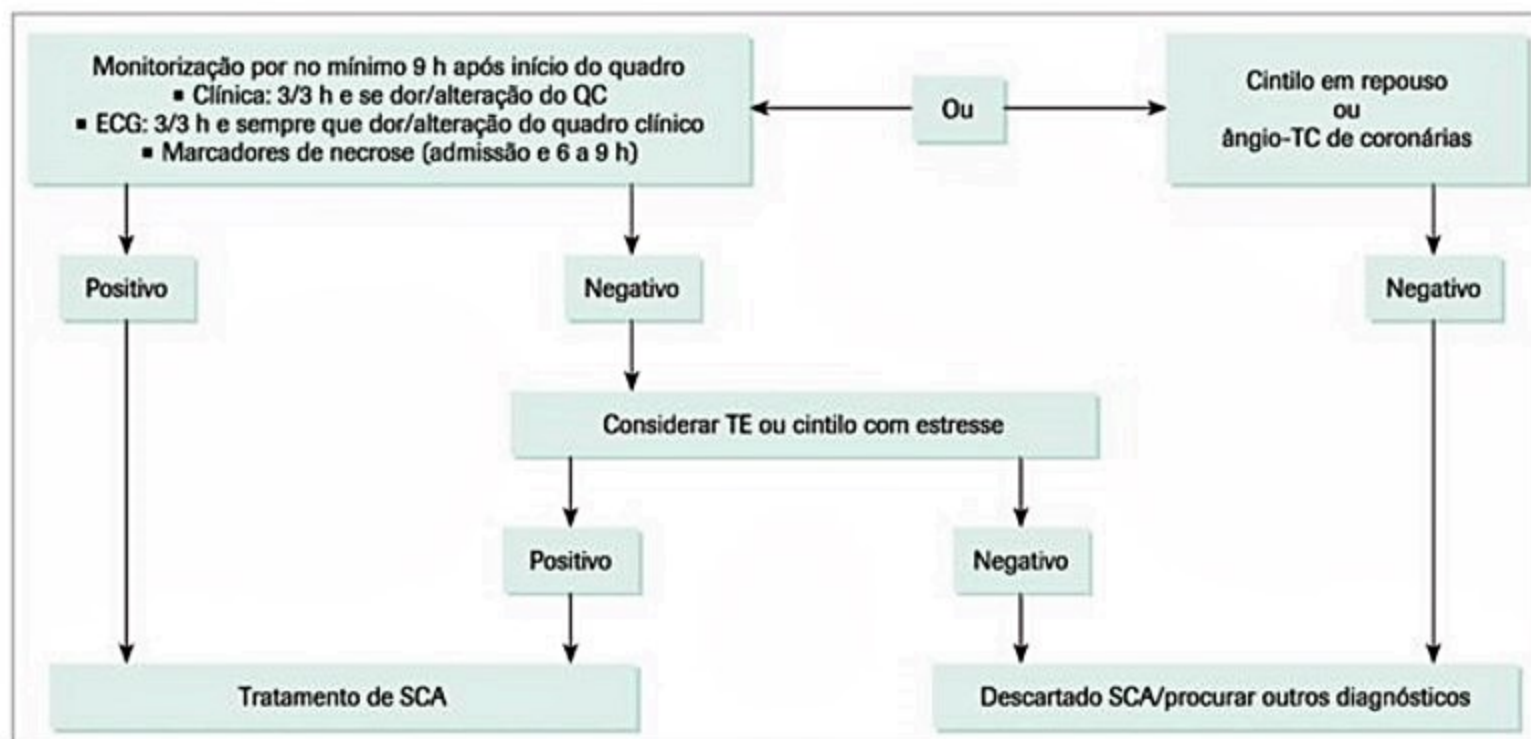 Monitorização por no mínimo 9 h após início do quadro
▪ Clínica: 3/3 h e se dor/alteração do QC
▪ ECG: 3/3 h e sempre que dor/alteração do quadro clínico
▪ Marcadores de necrose (admissão e 6 a 9 h)
Ou
Cintilo em repouso
ou
ângio-TC de coronárias
Positivo
Negativo
Negativo
Considerar TE ou cintilo com estresse
Positivo
Negativo
Tratamento de SCA
Descartado SCA/procurar outros diagnósticos